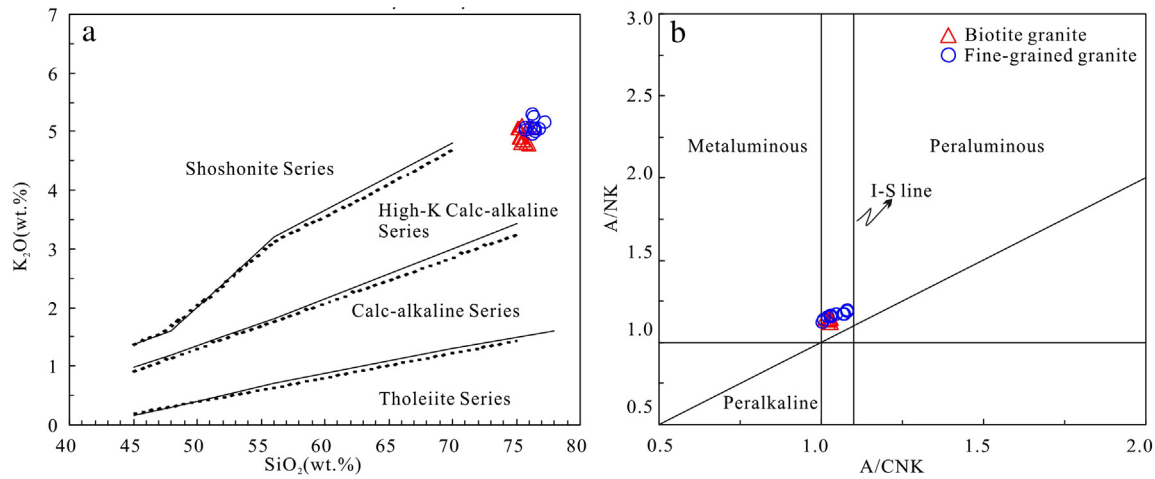 a
7
6
5
4
3
2
1
0
K₂O(wt.%)
Shoshonite Series
High-K Calc-alkaline
Series
Calc-alkaline Series
Tholeiite Series
40 45 50 55 60 65 70 75 80
SiO₂(wt.%)
b
3.0
2.5
2.0
1.5
1.0
0.5
A/NK
Biotite granite
Fine-grained granite
Metaluminous
Peraluminous
I-S line
Peralkaline
0.5 1.0 1.5 2.0
A/CNK